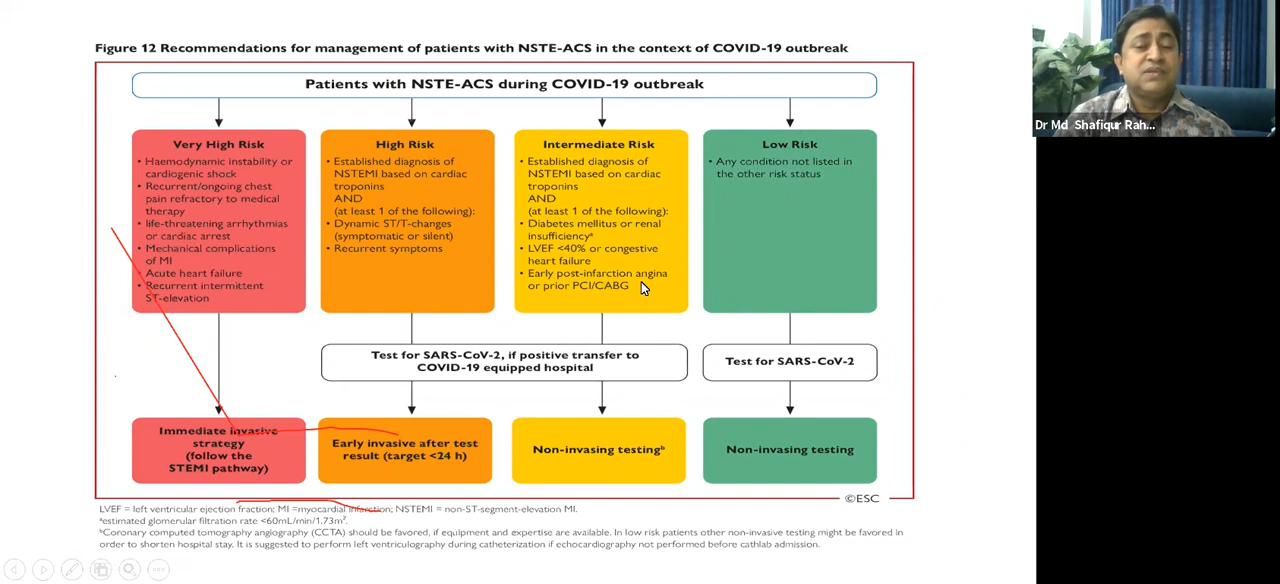 Figure 12 Recommendations for management of patients with NSTE-ACS in the context of COVID-19 outbreak
Patients with NSTE-ACS during COVID-19 outbreak
Very High Risk
• Haemodynamic instability or
cardiogenic shock
• Recurrent/ongoing chest
pain refractory to medical
therapy
• life-threatening arrhythmias
or cardiac arrest
• Mechanical complications
of MI
• Acute heart failure
• Recurrent intermittent
ST-elevation
High Risk
• Established diagnosis of
NSTEMI based on cardiac
troponins
AND
(at least 1 of the following):
• Dynamic ST/T-changes
(symptomatic or silent)
• Recurrent symptoms
Intermediate Risk
• Established diagnosis of
NSTEMI based on cardiac
troponins
AND
(at least 1 of the following):
• Diabetes mellitus or renal
insufficiencyᵃ
• LVEF <40% or congestive
heart failure
• Early post-infarction angina
or prior PCI/CABG
Low Risk
• Any condition not listed in
the other risk status
Test for SARS-CoV-2, if positive transfer to
COVID-19 equipped hospital
Test for SARS-CoV-2
Immediate invasive
strategy
(follow the
STEMI pathway)
Early invasive after test
result (target <24 h)
Non-invasing testingᵇ
Non-invasing testing
©ESC
LVEF = left ventricular ejection fraction; MI =myocardial infarction; NSTEMI = non-ST-segment-elevation MI.
ᵃestimated glomerular filtration rate <60mL/min/1.73m².
ᵇCoronary computed tomography angiography (CCTA) should be favored, if equipment and expertise are available. In low risk patients other non-invasive testing might be favored in
order to shorten hospital stay. It is suggested to perform left ventriculography during catheterization if echocardiography not performed before cathlab admission.
Dr Md Shafiqur Rah...